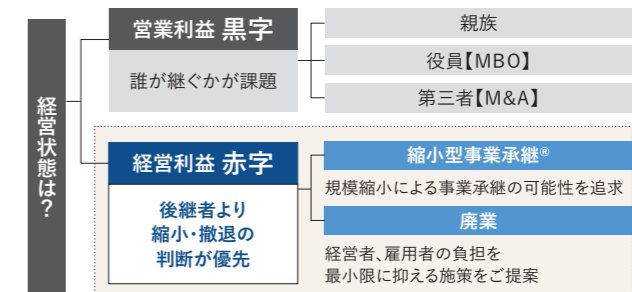 経営状態は？
営業利益 黒字
誰が継ぐかが課題
親族
役員【MBO】
第三者【M&A】
経営利益 赤字
後継者より
縮小・撤退の
判断が優先
縮小型事業承継®
規模縮小による事業承継の可能性を追求
廃業
経営者、雇用者の負担を
最小限に抑える施策をご提案